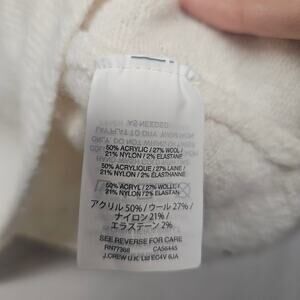 50% ACRYLIC / 27% WOOL /
21% NYLON / 2% ELASTANE
50% ACRYLIQUE / 27% LAINE /
21% NYLON / 2% ÉLASTHANNE
50% ACRYL / 27% WOLLE /
21% NYLON / 2% ELASTAN
アクリル 50% / ウール 27% /
ナイロン 21% /
エラステーン 2%
SEE REVERSE FOR CARE
RN77388 CA56445
J.CREW U.K. Ltd EC4V 6JA